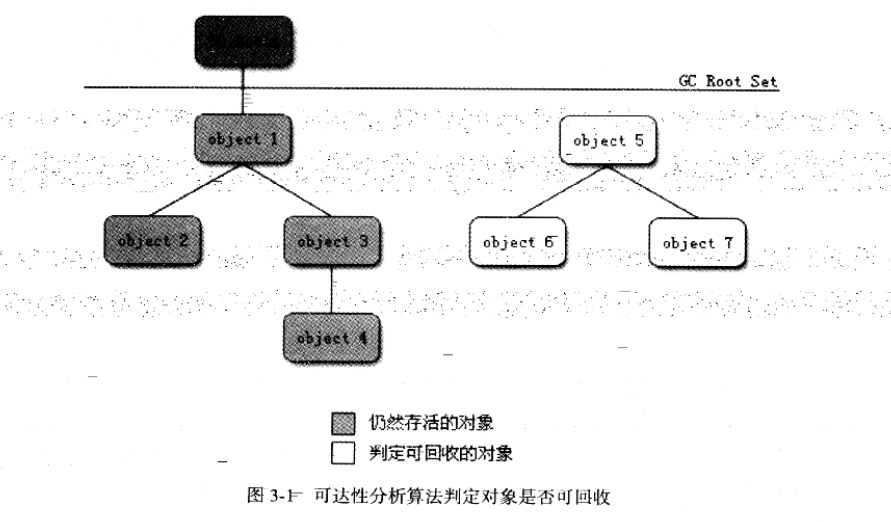 GC Root Set
object 1
object 5
object 2
object 3
object 6
object 7
object 4
仍然存活的对象
判定可回收的对象
图 3-1 可达性分析算法判定对象是否可回收